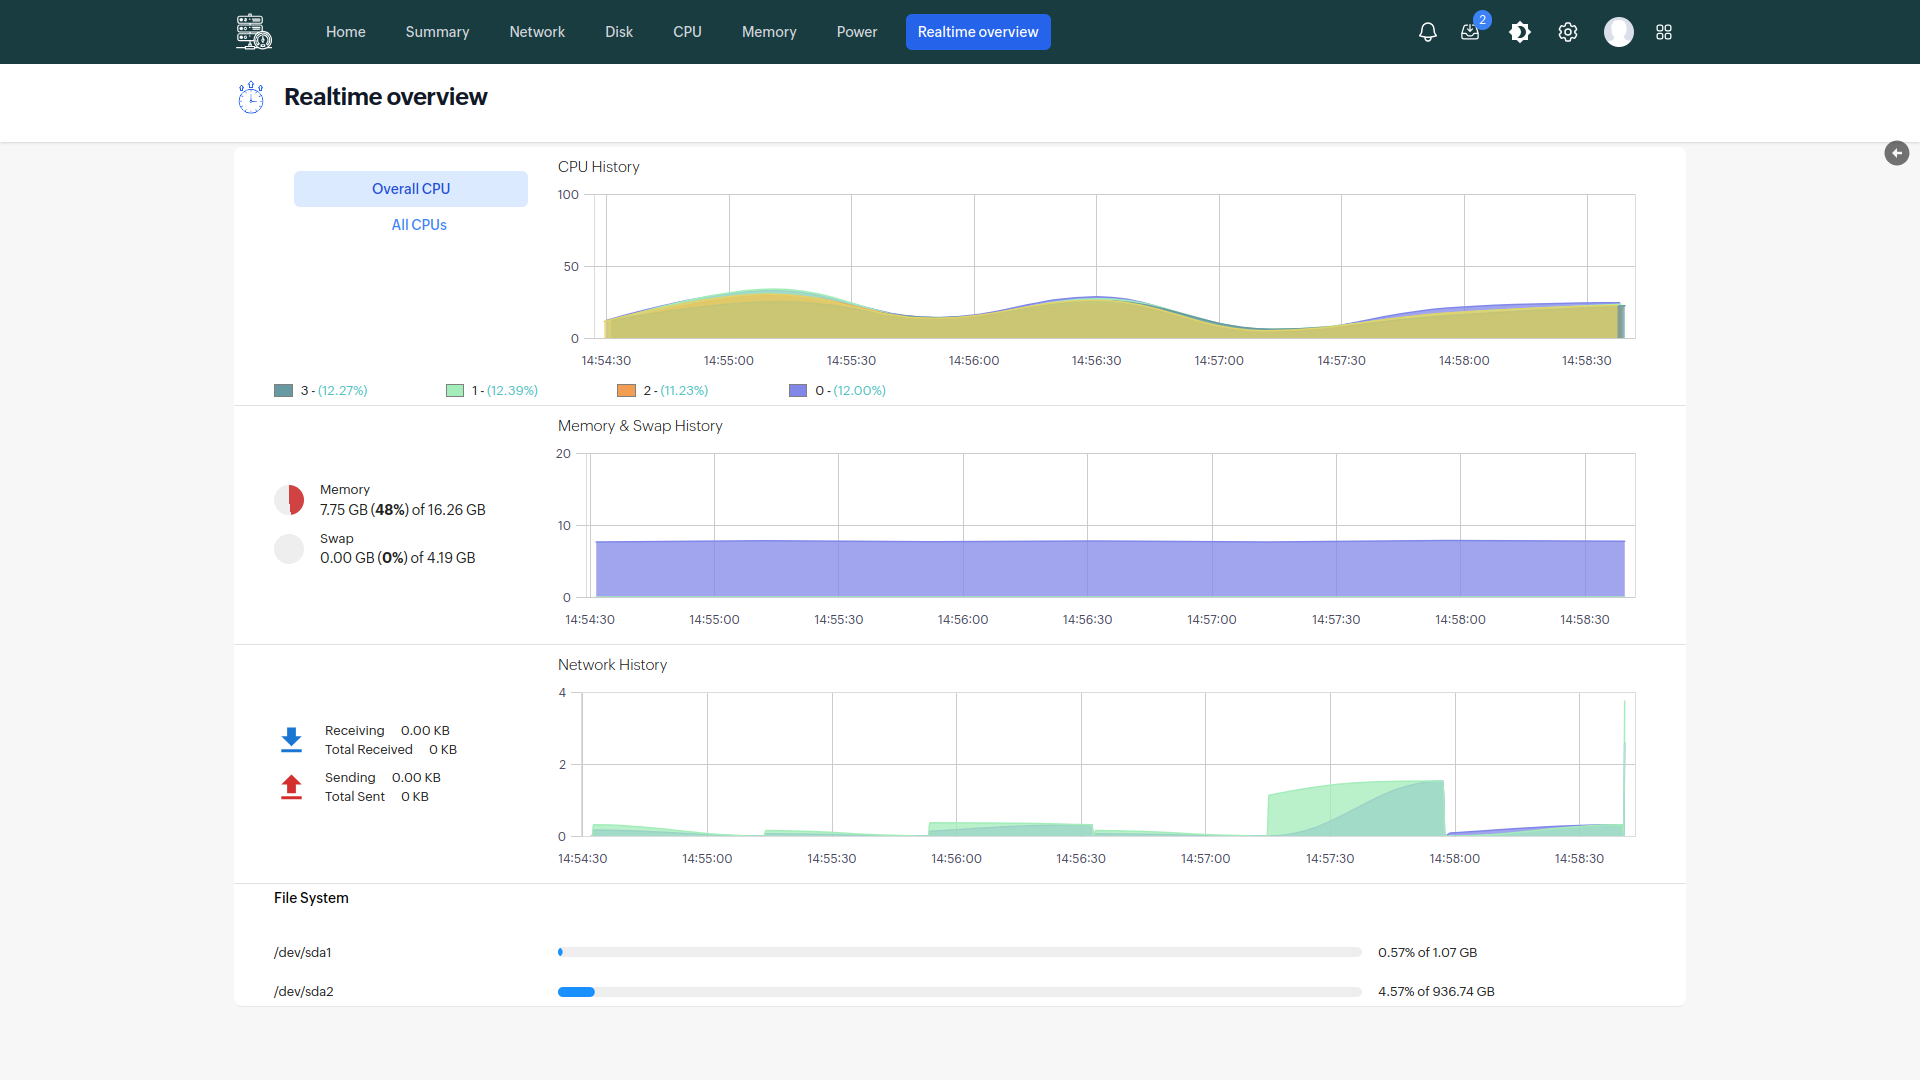 Home Summary Network Disk CPU Memory Power Realtime overview 2
Realtime overview
Overall CPU
All CPUs
CPU History
100
50
0
14:54:30 14:55:00 14:55:30 14:56:00 14:56:30 14:57:00 14:57:30 14:58:00 14:58:30
3 - (12.27%) 1 - (12.39%) 2 - (11.23%) 0 - (12.00%)
Memory & Swap History
Memory
7.75 GB (48%) of 16.26 GB
Swap
0.00 GB (0%) of 4.19 GB
20
10
0
14:54:30 14:55:00 14:55:30 14:56:00 14:56:30 14:57:00 14:57:30 14:58:00 14:58:30
Network History
Receiving 0.00 KB
Total Received 0 KB
Sending 0.00 KB
Total Sent 0 KB
4
2
0
14:54:30 14:55:00 14:55:30 14:56:00 14:56:30 14:57:00 14:57:30 14:58:00 14:58:30
File System
/dev/sda1 0.57% of 1.07 GB
/dev/sda2 4.57% of 936.74 GB